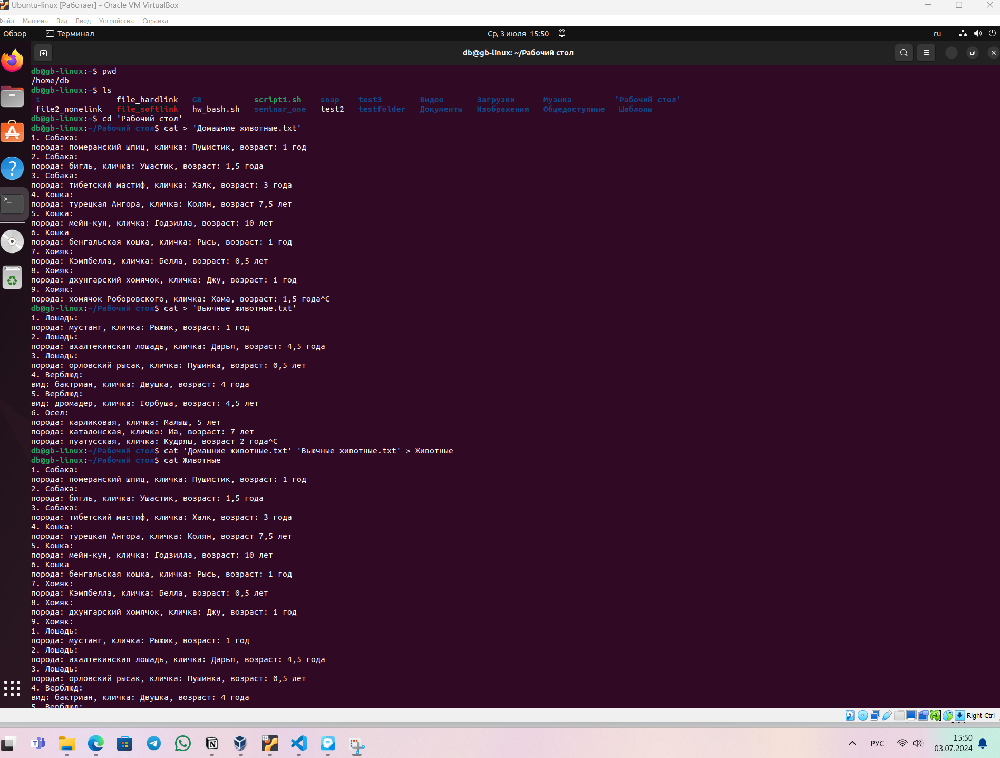 Ubuntu-linux [Работает] - Oracle VM VirtualBox
Файл Машина Вид Ввод Устройства Справка
Обзор Терминал Ср, 3 июля 15:50 ru
db@gb-linux: ~/Рабочий стол
db@gb-linux:~$ pwd
/home/db
db@gb-linux:~$ ls
1 file_hardlink GB script1.sh snap test3 Видео Загрузки Музыка 'Рабочий стол'
file2_nonelink file_softlink hw_bash.sh seminar_one test2 testfolder Документы Изображения Общедоступные Шаблоны
db@gb-linux:~$ cd 'Рабочий стол'
db@gb-linux:~/Рабочий стол$ cat > 'Домашние животные.txt'
1. Собака:
порода: померанский шпиц, кличка: Пушистик, возраст: 1 год
2. Собака:
порода: бигль, кличка: Ушастик, возраст: 1,5 года
3. Собака:
порода: тибетский мастиф, кличка: Халк, возраст: 3 года
4. Кошка:
порода: турецкая Ангора, кличка: Колян, возраст 7,5 лет
5. Кошка:
порода: мейн-кун, кличка: Годзилла, возраст: 10 лет
6. Кошка
порода: бенгальская кошка, кличка: Рысь, возраст: 1 год
7. Хомяк:
порода: Кэмпбелла, кличка: Белла, возраст: 0,5 лет
8. Хомяк:
порода: джунгарский хомячок, кличка: Джу, возраст: 1 год
9. Хомяк:
порода: хомячок Роборовского, кличка: Хома, возраст: 1,5 года^C
db@gb-linux:~/Рабочий стол$ cat > 'Вьючные животные.txt'
1. Лошадь:
порода: мустанг, кличка: Рыжик, возраст: 1 год
2. Лошадь:
порода: ахалтекинская лошадь, кличка: Дарья, возраст: 4,5 года
3. Лошадь:
порода: орловский рысак, кличка: Пушинка, возраст: 0,5 лет
4. Верблюд:
вид: бактриан, кличка: Двушка, возраст: 4 года
5. Верблюд:
вид: дромадер, кличка: Горбуша, возраст: 4,5 лет
6. Осел:
порода: карликовая, кличка: Малыш, 5 лет
порода: каталонская, кличка: Иа, возраст: 7 лет
порода: пуатусская, кличка: Кудряш, возраст 2 года^C
db@gb-linux:~/Рабочий стол$ cat 'Домашние животные.txt' 'Вьючные животные.txt' > Животные
db@gb-linux:~/Рабочий стол$ cat Животные
1. Собака:
порода: померанский шпиц, кличка: Пушистик, возраст: 1 год
2. Собака:
порода: бигль, кличка: Ушастик, возраст: 1,5 года
3. Собака:
порода: тибетский мастиф, кличка: Халк, возраст: 3 года
4. Кошка:
порода: турецкая Ангора, кличка: Колян, возраст 7,5 лет
5. Кошка:
порода: мейн-кун, кличка: Годзилла, возраст: 10 лет
6. Кошка
порода: бенгальская кошка, кличка: Рысь, возраст: 1 год
7. Хомяк:
порода: Кэмпбелла, кличка: Белла, возраст: 0,5 лет
8. Хомяк:
порода: джунгарский хомячок, кличка: Джу, возраст: 1 год
9. Хомяк:
1. Лошадь:
порода: мустанг, кличка: Рыжик, возраст: 1 год
2. Лошадь:
порода: ахалтекинская лошадь, кличка: Дарья, возраст: 4,5 года
3. Лошадь:
порода: орловский рысак, кличка: Пушинка, возраст: 0,5 лет
4. Верблюд:
вид: бактриан, кличка: Двушка, возраст: 4 года
5. Верблюд:
Right Ctrl
РУС 15:50
03.07.2024